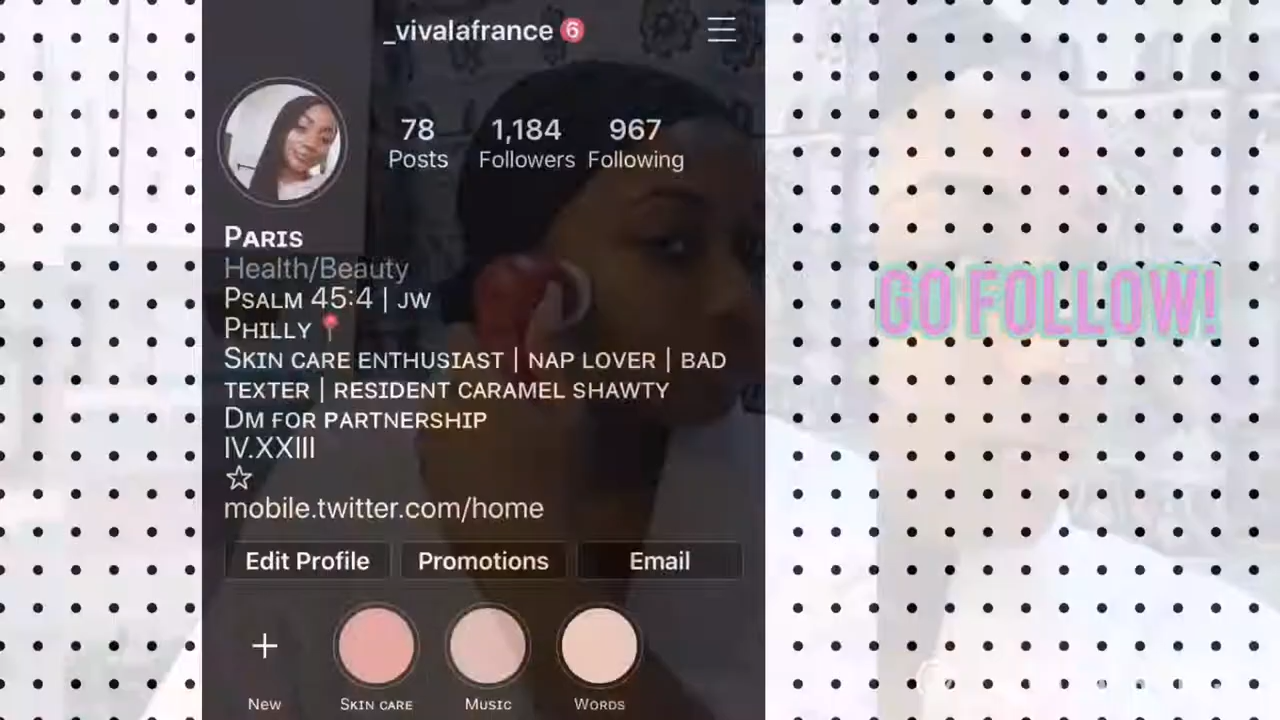 _vivalafrance 6
78 1,184 967
Posts Followers Following
Paris
Health/Beauty
Psalm 45:4 | jw
Philly
Skin care enthusiast | nap lover | bad
texter | resident caramel shawty
Dm for partnership
IV.XXIII
mobile.twitter.com/home
Edit Profile Promotions Email
New Skin care Music Words
GO FOLLOW!